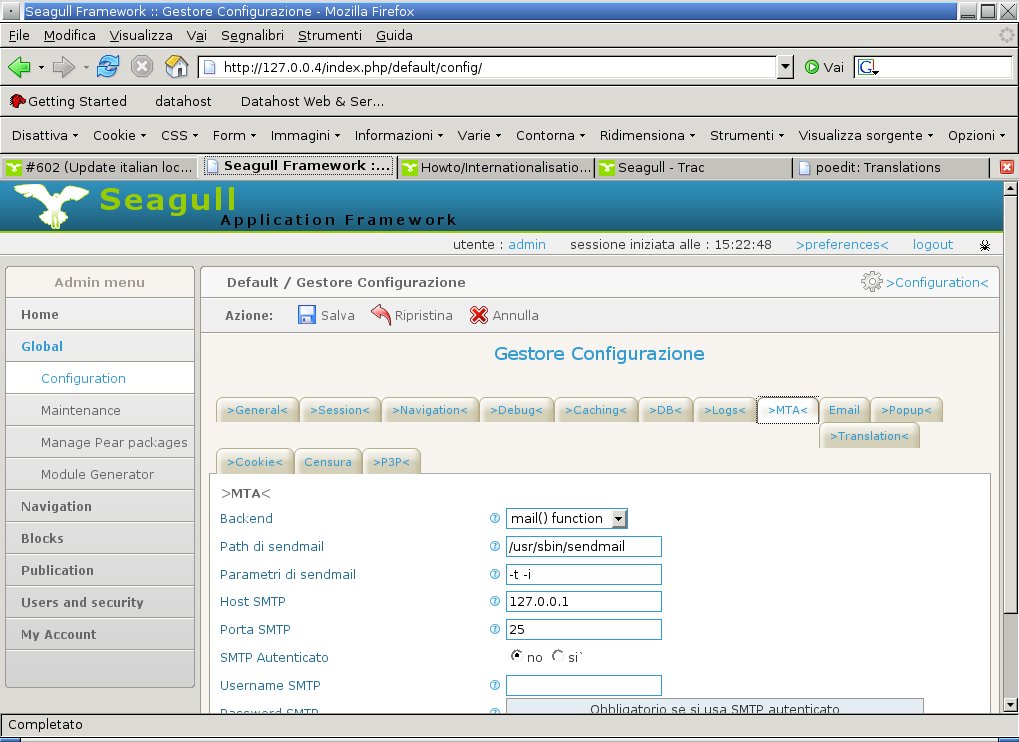 Seagull Framework :: Gestore Configurazione - Mozilla Firefox
File Modifica Visualizza Vai Segnalibri Strumenti Guida
http://127.0.0.4/index.php/default/config/ Vai G
Getting Started datahost Datahost Web & Ser...
Disattiva Cookie CSS Form Immagini Informazioni Varie Contorna Ridimensiona Strumenti Visualizza sorgente Opzioni
#602 (Update italian loc... Seagull Framework :... Howto/Internationalisatio... Seagull - Trac poedit: Translations
Seagull
Application Framework
utente : admin sessione iniziata alle : 15:22:48 >preferences< logout
Admin menu
Home
Global
Configuration
Maintenance
Manage Pear packages
Module Generator
Navigation
Blocks
Publication
Users and security
My Account
Default / Gestore Configurazione >Configuration<
Azione: Salva Ripristina Annulla
Gestore Configurazione
>General< >Session< >Navigation< >Debug< >Caching< >DB< >Logs< >MTA< Email >Popup<
>Translation<
>Cookie< Censura >P3P<
>MTA<
Backend mail() function
Path di sendmail /usr/sbin/sendmail
Parametri di sendmail -t -i
Host SMTP 127.0.0.1
Porta SMTP 25
SMTP Autenticato no si`
Username SMTP
Password SMTP Obbligatorio se si usa SMTP autenticato
Completato